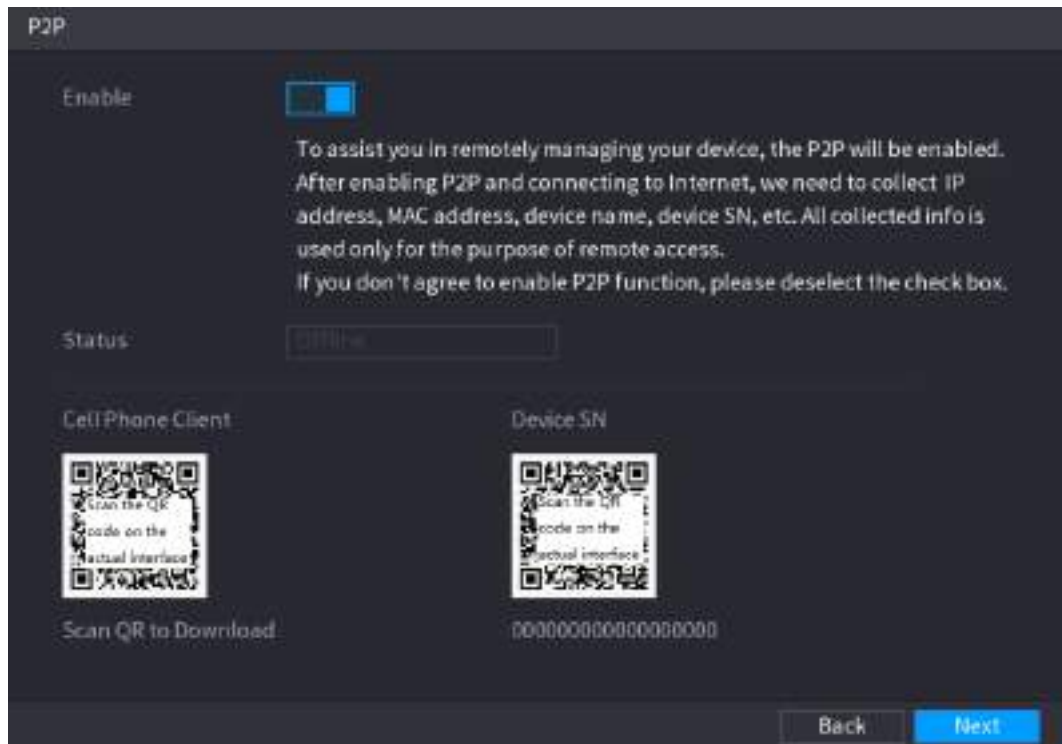 P2P
Enable
To assist you in remotely managing your device, the P2P will be enabled.
After enabling P2P and connecting to Internet, we need to collect IP
address, MAC address, device name, device SN, etc. All collected info is
used only for the purpose of remote access.
If you don't agree to enable P2P function, please deselect the check box.
Status Offline
Cell Phone Client
Device SN
Scan the QR
code on the
actual interface
Scan the QR
code on the
actual interface
Scan QR to Download
000000000000000000
Back
Next